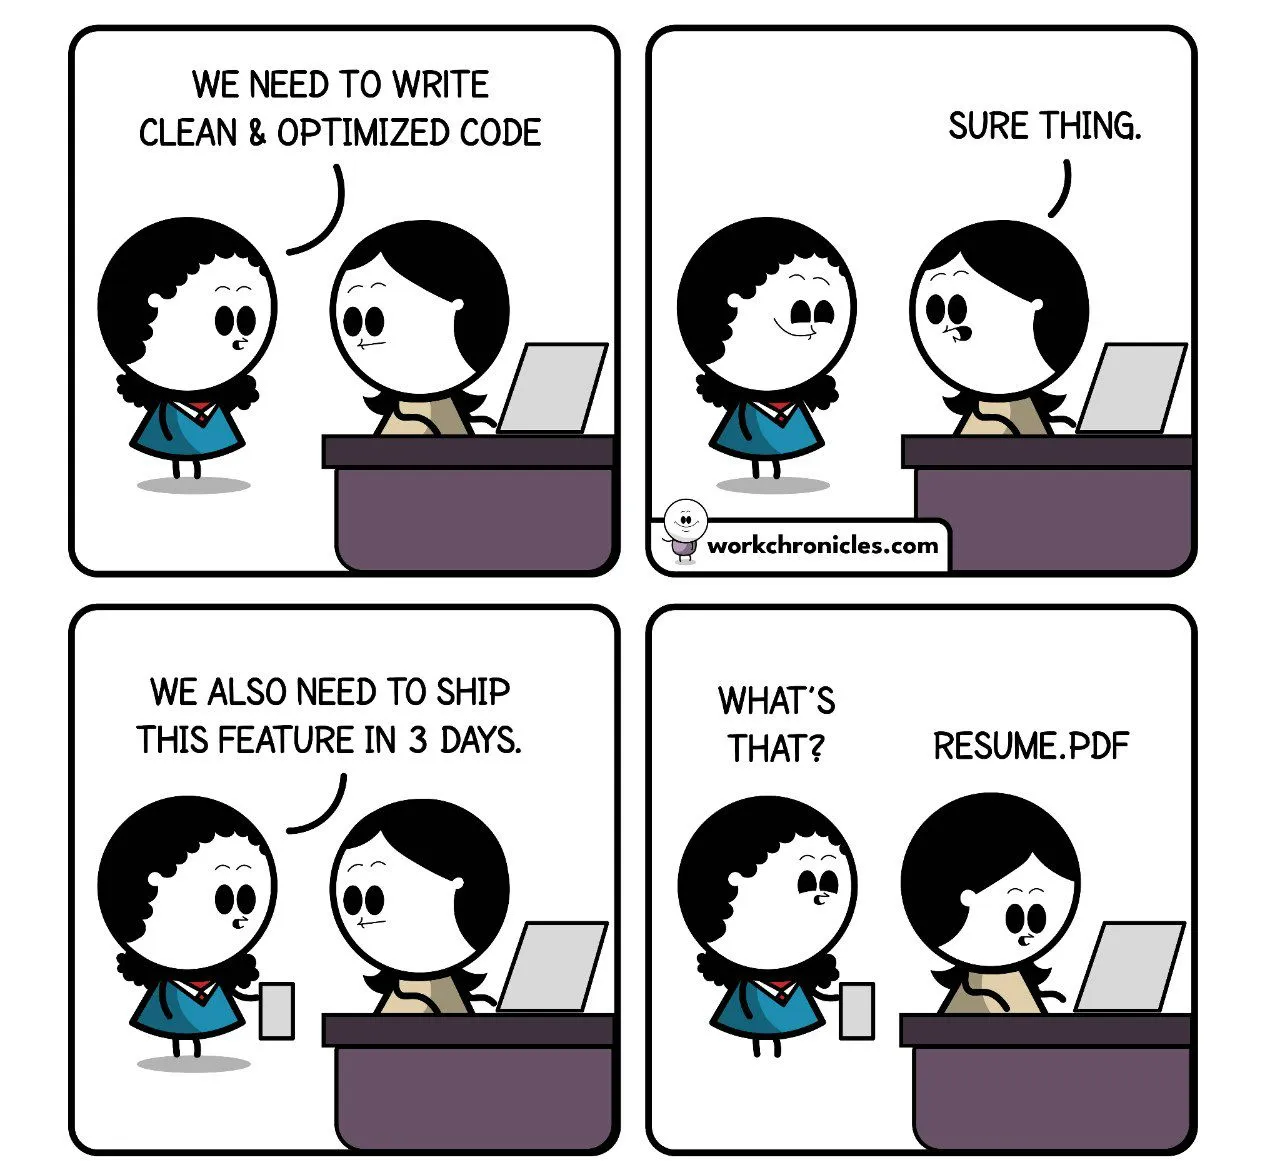 WE NEED TO WRITE
CLEAN & OPTIMIZED CODE
SURE THING.
workchronicles.com
WE ALSO NEED TO SHIP
THIS FEATURE IN 3 DAYS.
WHAT'S
THAT?
RESUME.PDF